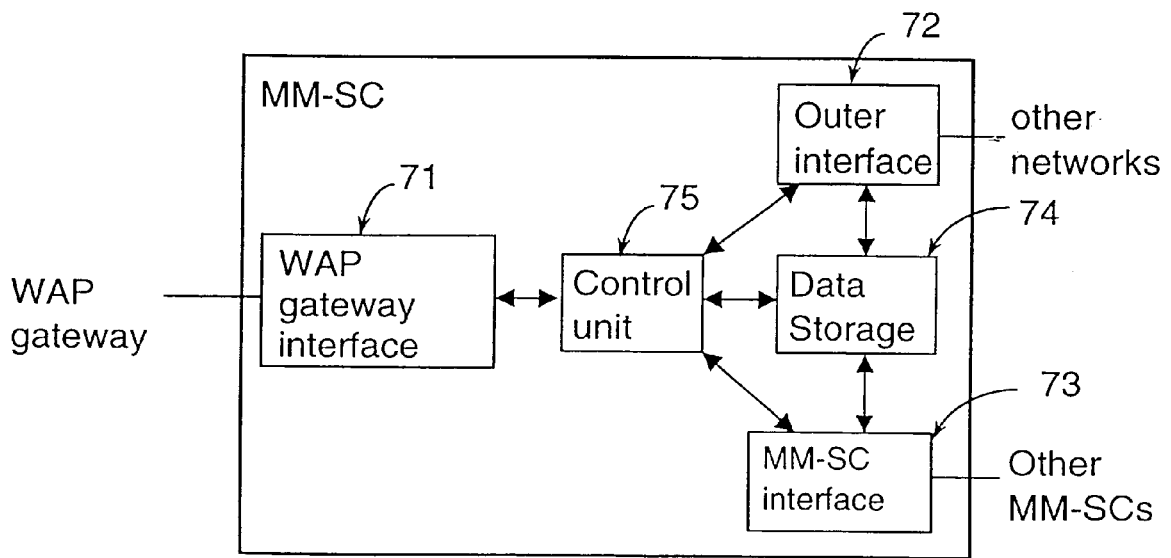 72
MM-SC
Outer
interface
other
networks
71
75
74
WAP
gateway
WAP
gateway
interface
Control
unit
Data
Storage
73
MM-SC
interface
Other
MM-SCs